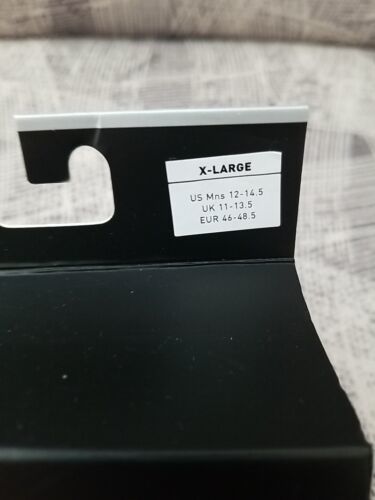 X-LARGE
US Mns 12-14.5
UK 11-13.5
EUR 46-48.5